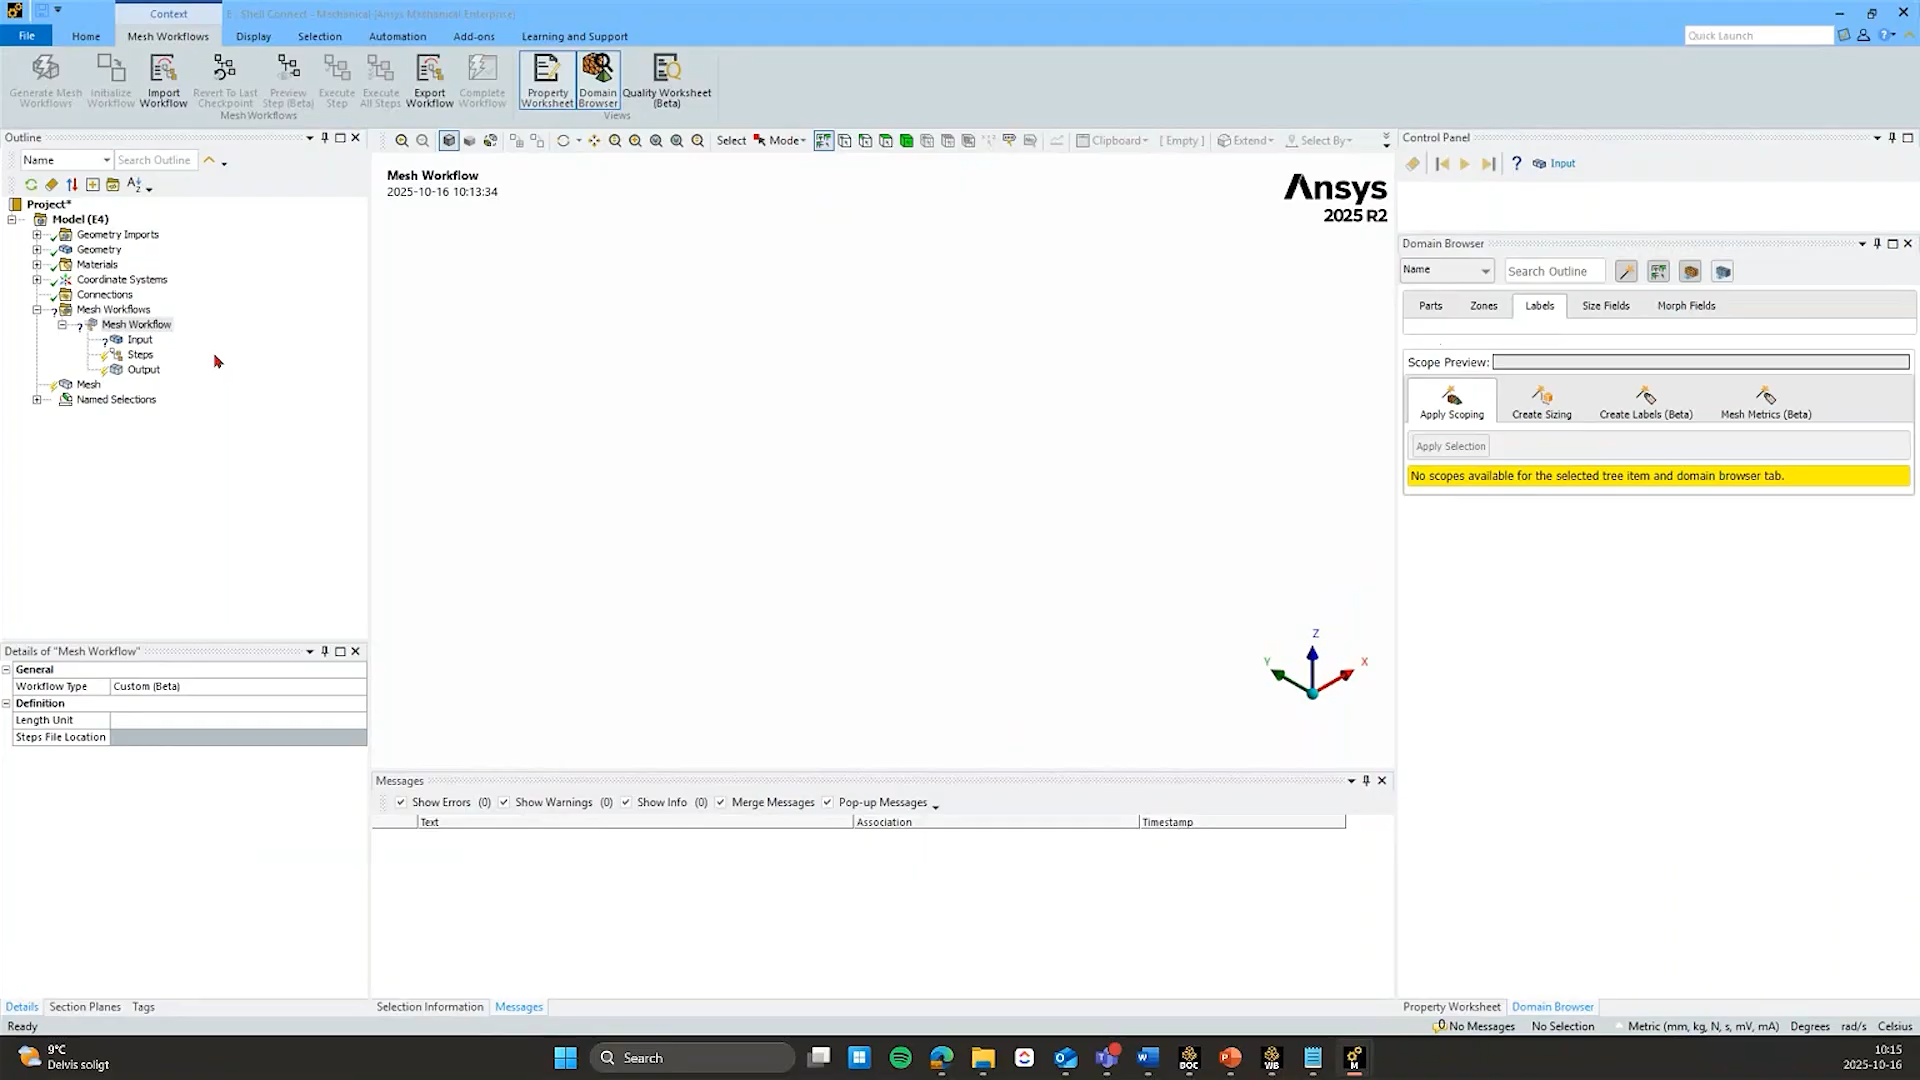 Context
E : Shell Connect - Mechanical (Ansys Mechanical Enterprise)
File Home Mesh Workflows Display Selection Automation Add-ons Learning and Support
Quick Launch
Generate Mesh Workflows
Initialize Workflow
Import Workflow
Revert To Last Checkpoint
Preview Step (Beta)
Execute Step
Execute All Steps
Export Workflow
Complete Workflow
Property Worksheet
Domain Browser
Quality Worksheet (Beta)
Mesh Workflows
Views
Outline
Name
Search Outline
Project*
Model (E4)
Geometry Imports
Geometry
Materials
Coordinate Systems
Connections
Mesh Workflows
Mesh Workflow
Input
Steps
Output
Mesh
Named Selections
Details of "Mesh Workflow"
General
Workflow Type Custom (Beta)
Definition
Length Unit
Steps File Location
Details Section Planes Tags
Ready
Select Mode Clipboard [ Empty ] Extend Select By
Mesh Workflow
2025-10-16 10:13:34
Ansys
2025 R2
Z
Y
X
Messages
Show Errors (0) Show Warnings (0) Show Info (0) Merge Messages Pop-up Messages
Text Association Timestamp
Selection Information Messages
Control Panel
? Input
Domain Browser
Name
Search Outline
Parts Zones Labels Size Fields Morph Fields
Scope Preview:
Apply Scoping Create Sizing Create Labels (Beta) Mesh Metrics (Beta)
Apply Selection
No scopes available for the selected tree item and domain browser tab.
Property Worksheet Domain Browser
0 No Messages No Selection Metric (mm, kg, N, s, mV, mA) Degrees rad/s Celsius
9°C
Delvis soligt
Search
DOC
WB
M
10:15
2025-10-16